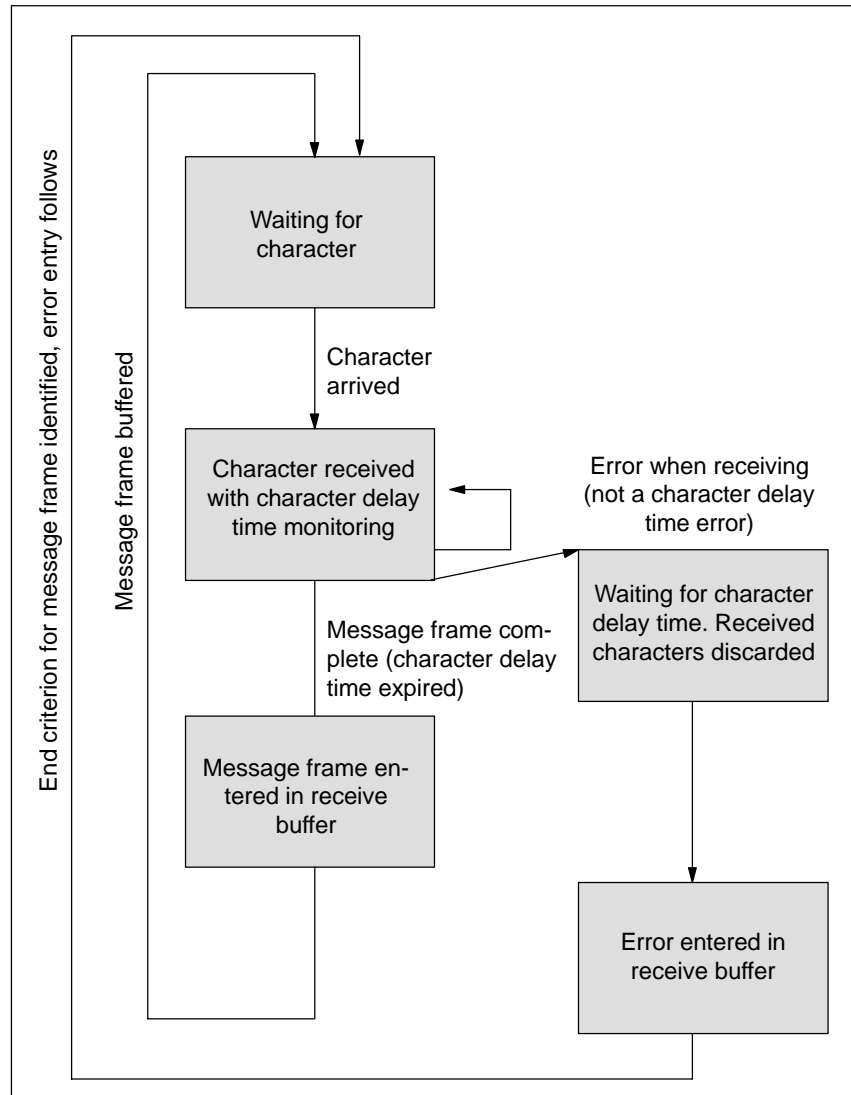 End criterion for message frame identified, error entry follows
Message frame buffered
Waiting for
character
Character
arrived
Character received
with character delay
time monitoring
Error when receiving
(not a character delay
time error)
Waiting for character
delay time. Received
characters discarded
Message frame com-
plete (character delay
time expired)
Message frame en-
tered in receive
buffer
Error entered in
receive buffer